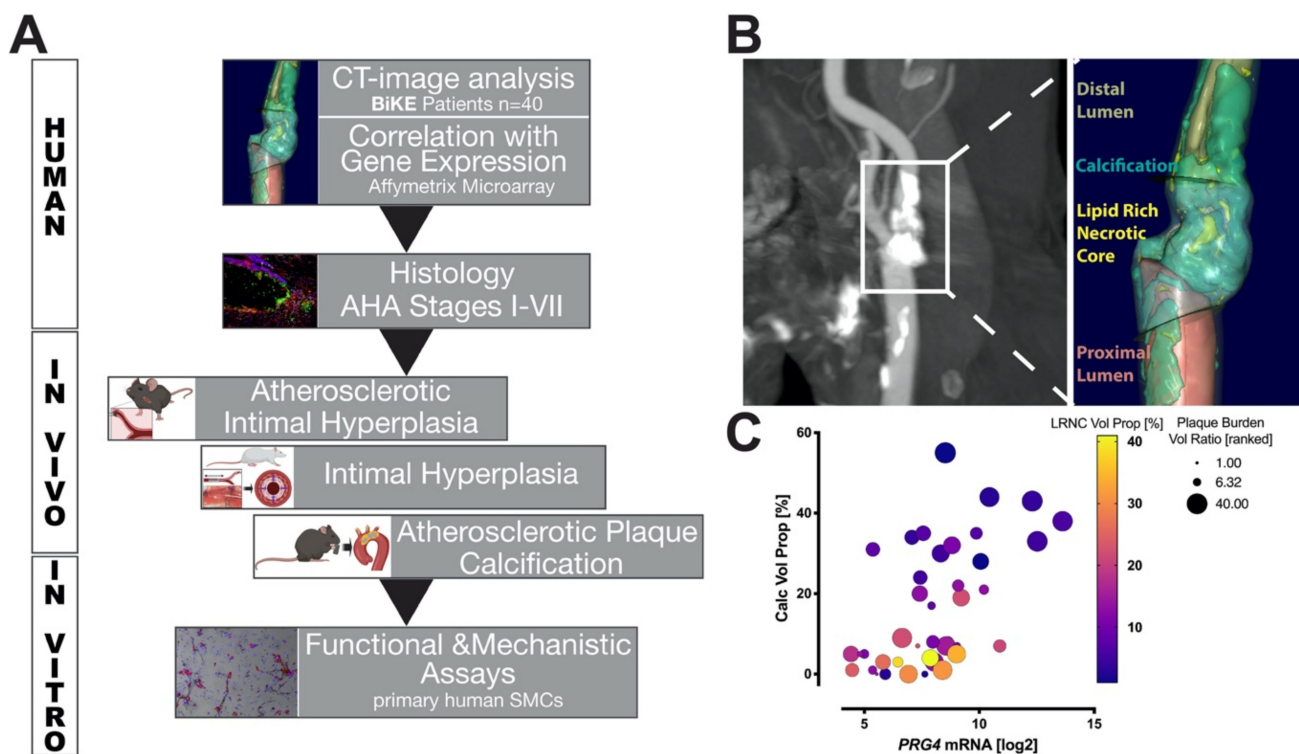 A
HUMAN
CT-image analysis
BiKE Patients n=40
Correlation with
Gene Expression
Affymetrix Microarray
Histology
AHA Stages I-VII
IN VIVO
Atherosclerotic
Intimal Hyperplasia
Intimal Hyperplasia
Atherosclerotic Plaque
Calcification
IN VITRO
Functional &Mechanistic
Assays
primary human SMCs
B
Distal
Lumen
Calcification
Lipid Rich
Necrotic
Core
Proximal
Lumen
C
LRNC Vol Prop [%]
40
30
20
10
Plaque Burden
Vol Ratio [ranked]
1.00
6.32
40.00
Calc Vol Prop [%]
60
40
20
0
5
10
15
PRG4 mRNA [log2]